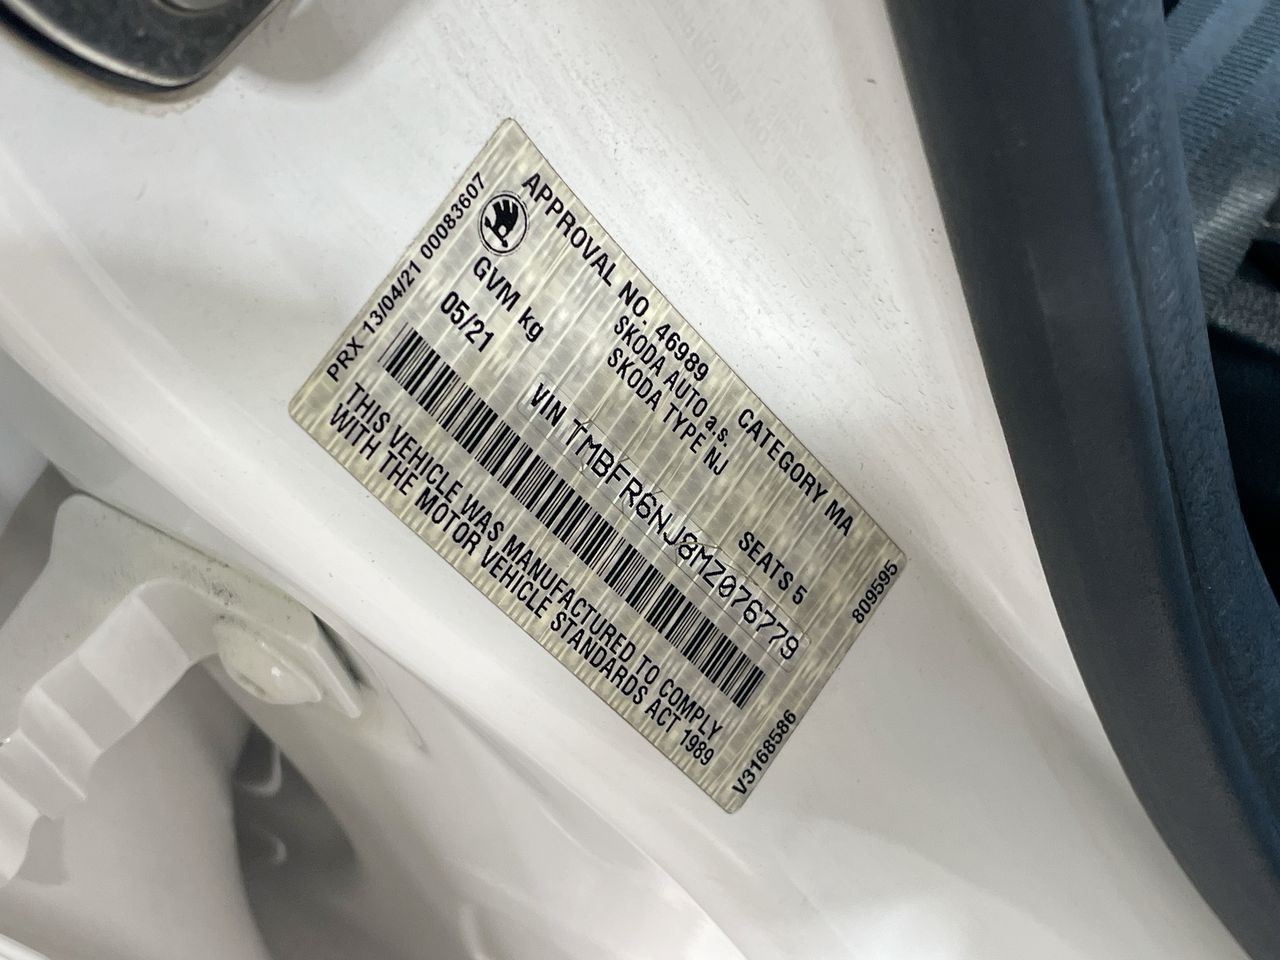 APPROVAL NO. 46989 CATEGORY MA
SKODA AUTO a.s.
SKODA TYPE NJ
GVM kg SEATS 5
05/21
VIN TMBFR6NJ8MZ076779
THIS VEHICLE WAS MANUFACTURED TO COMPLY
WITH THE MOTOR VEHICLE STANDARDS ACT 1989
PRX 13/04/21 00083607
809595
V3168586